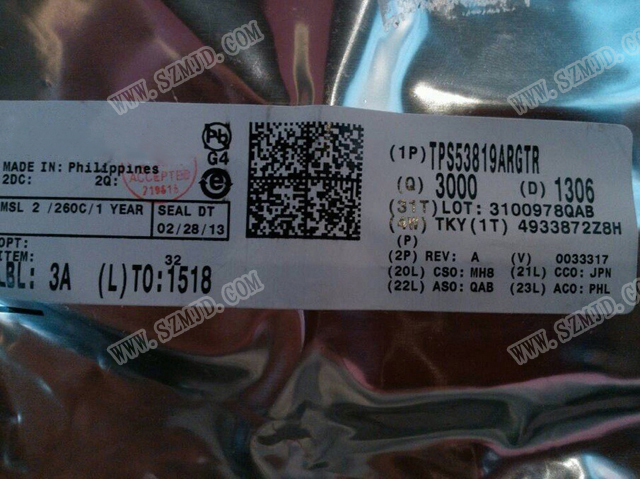 WWW.SZMJD.COM
WWW.SZMJD.COM
Pb
G4
e
MADE IN: Philippines
2DC: 2Q:
ACCEPTED
MSL 2 /260C/1 YEAR
SEAL DT
02/28/13
OPT:
ITEM:
32
LBL: 3A (L)TO:1518
(1P)TPS53819ARGTR
(Q) 3000 (D) 1306
(31T)LOT: 3100978QAB
(4W) TKY(1T) 4933872Z8H
(P)
(2P) REV: A (V) 0033317
(20L) CSO: MH8 (21L) CCO: JPN
(22L) ASO: QAB (23L) ACO: PHL
WWW.SZMJD.COM
WWW.SZMJD.COM